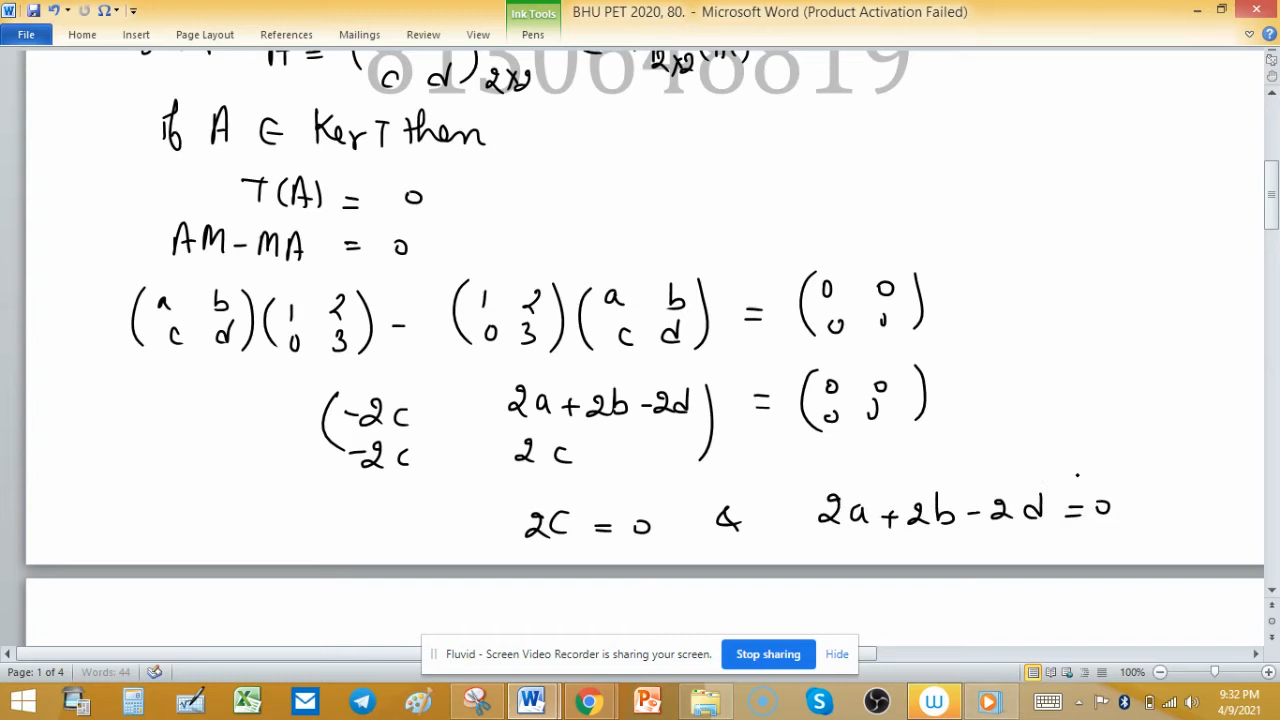 Ink Tools
BHU PET 2020, 80. - Microsoft Word (Product Activation Failed)
File Home Insert Page Layout References Mailings Review View Pens
8130648819
A = ( c d ) 2x2 2x2
If A ∈ Ker T then
T(A) = 0
AM - MA = 0
(a b) (1 2) - (1 2) (a b) = (0 0)
(c d) (0 3) (0 3) (c d) (0 0)
(-2c 2a+2b-2d) = (0 0)
(-2c 2c) (0 0)
2C = 0 & 2a+2b-2d = 0
Fluvid - Screen Video Recorder is sharing your screen. Stop sharing Hide
Page: 1 of 4 Words: 44 100%
9:32 PM
4/9/2021